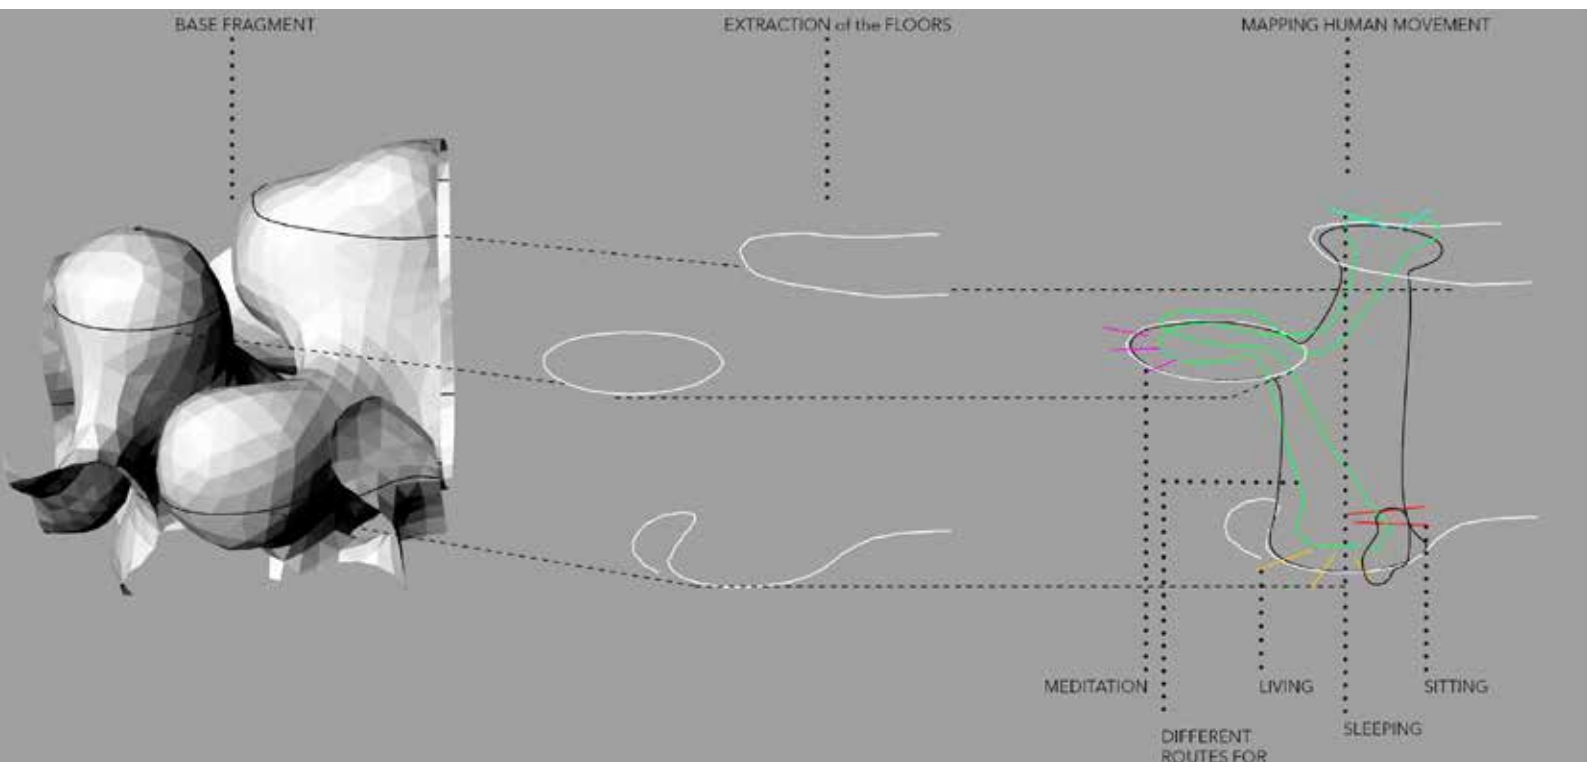 BASE FRAGMENT
EXTRACTION of the FLOORS
MAPPING HUMAN MOVEMENT
MEDITATION
LIVING
SITTING
SLEEPING
DIFFERENT
ROUTES FOR